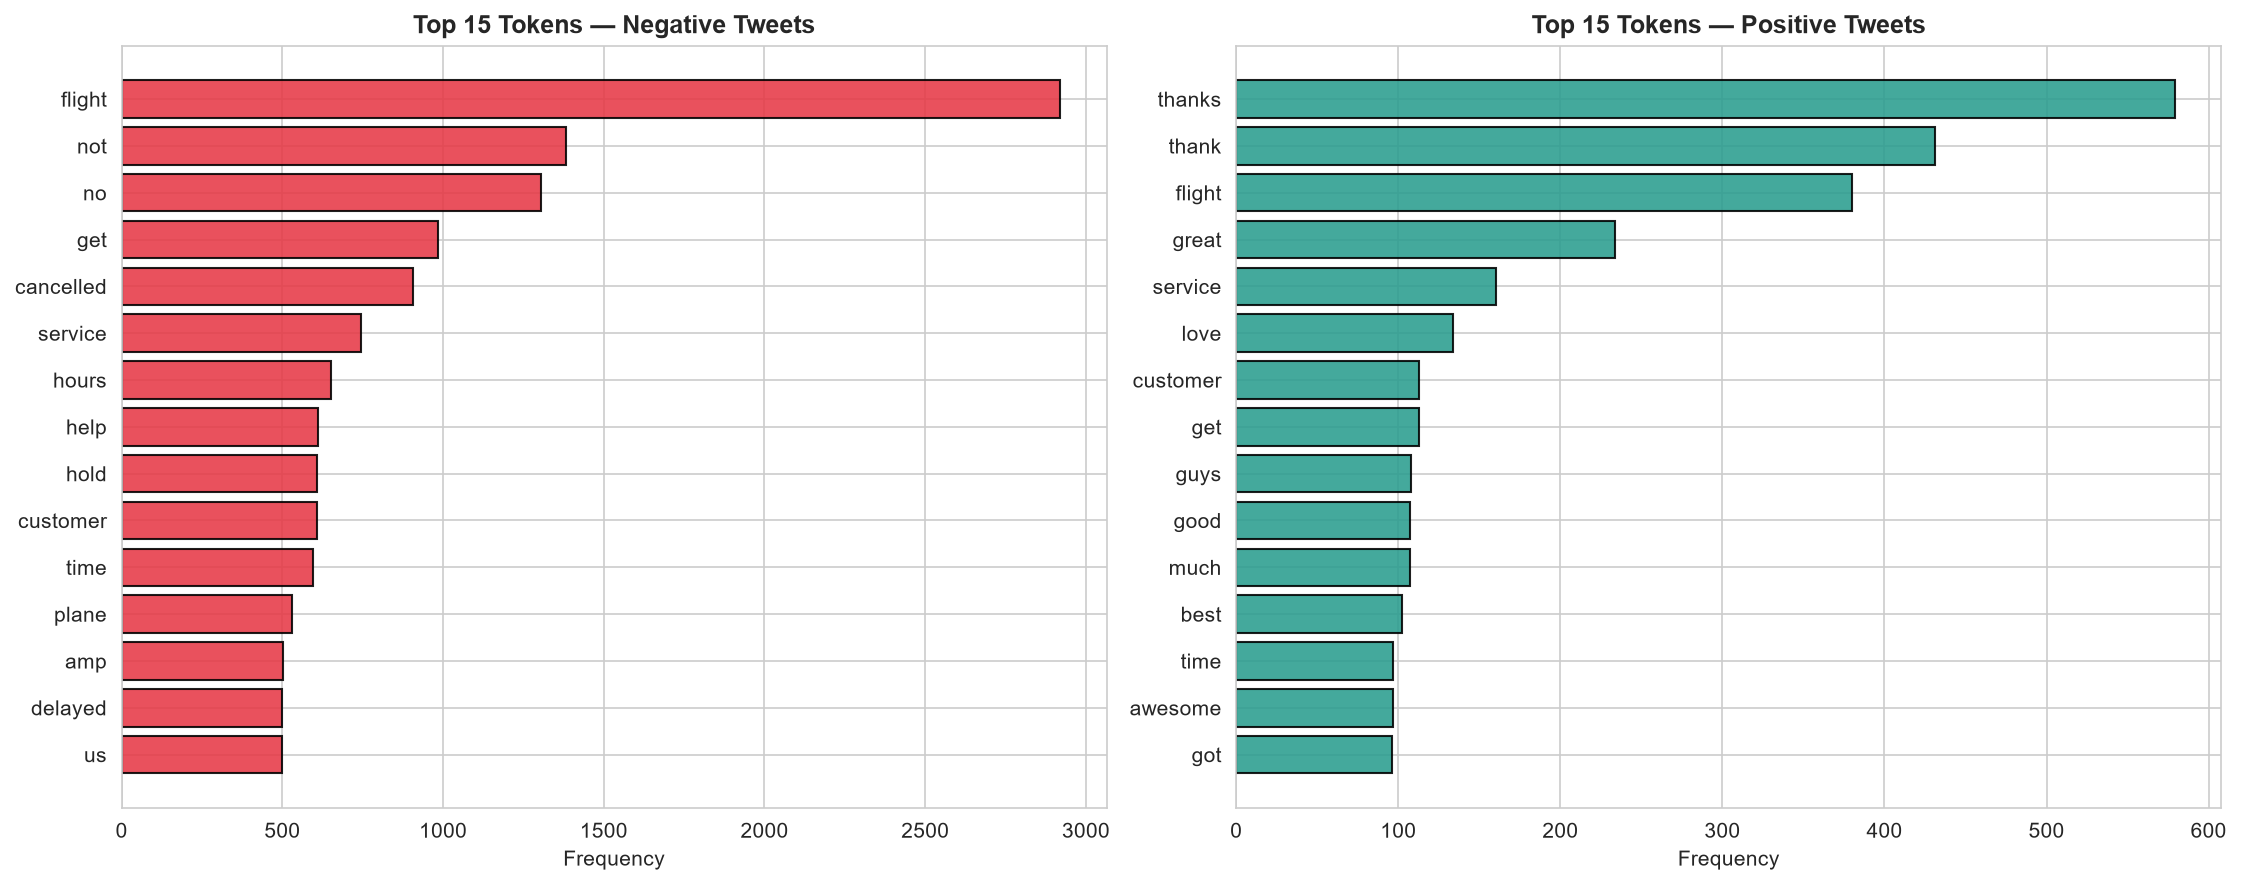 Top 15 Tokens — Negative Tweets
flight
not
no
get
cancelled
service
hours
help
hold
customer
time
plane
amp
delayed
us
0 500 1000 1500 2000 2500 3000
Frequency
Top 15 Tokens — Positive Tweets
thanks
thank
flight
great
service
love
customer
get
guys
good
much
best
time
awesome
got
0 100 200 300 400 500 600
Frequency